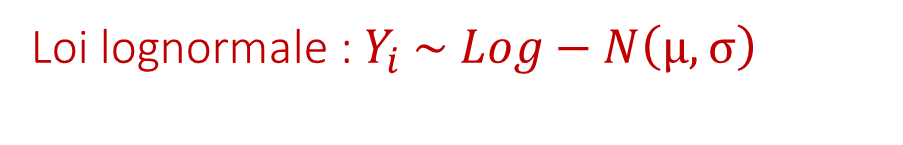 Loi lognormale : Yᵢ ~ Log − N(μ, σ)